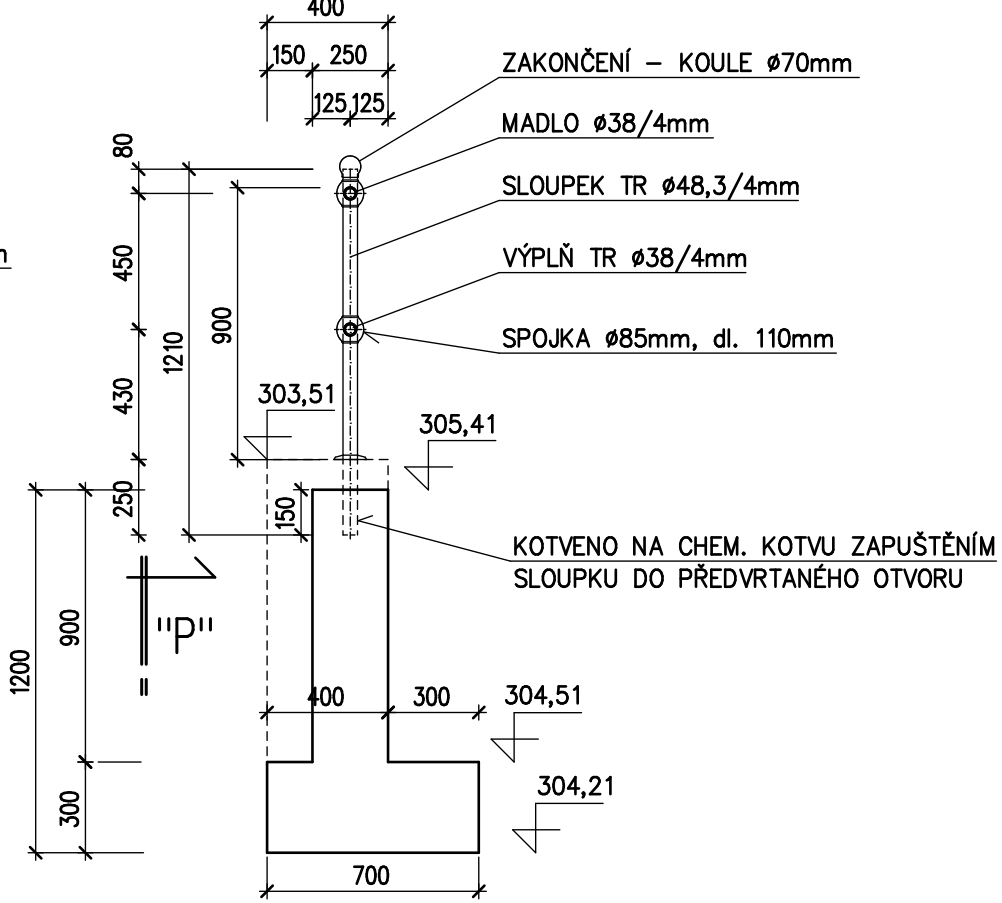 400
150 250
125 125
ZAKONČENÍ – KOULE ø70mm
MADLO ø38/4mm
SLOUPEK TR ø48,3/4mm
VÝPLŇ TR ø38/4mm
SPOJKA ø85mm, dl. 110mm
80
450
430
250
1210
900
303,51
305,41
150
KOTVENO NA CHEM. KOTVU ZAPUŠTĚNÍM
SLOUPKU DO PŘEDVRTANÉHO OTVORU
"P"
1200
900
300
400 300
304,51
304,21
700